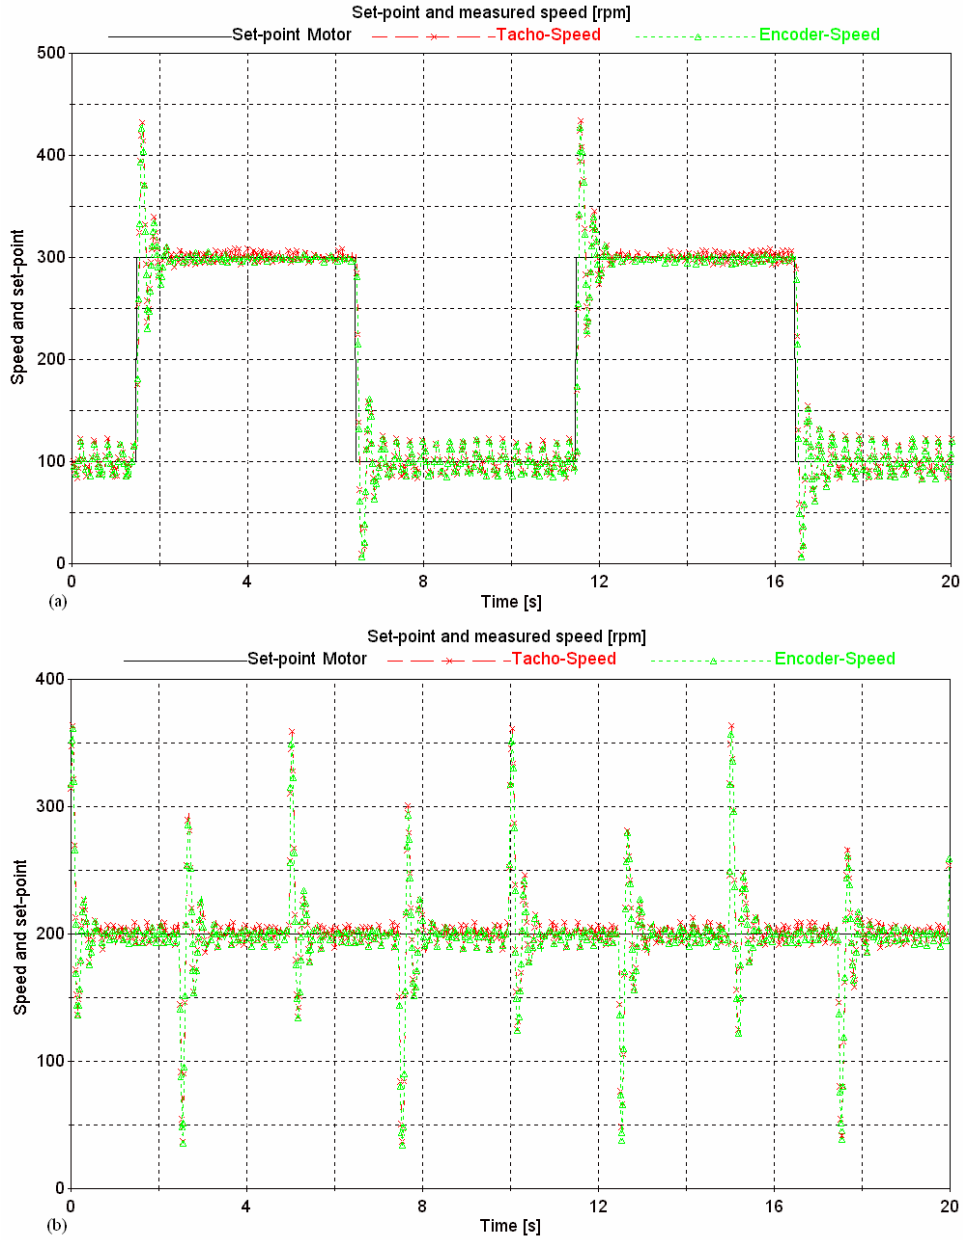 Set-point and measured speed [rpm]
Set-point Motor Tacho-Speed Encoder-Speed
500
400
300
200
100
0
Speed and set-point
0 4 8 12 16 20
(a)
Time [s]
Set-point and measured speed [rpm]
Set-point Motor Tacho-Speed Encoder-Speed
400
300
200
100
0
Speed and set-point
0 4 8 12 16 20
(b)
Time [s]